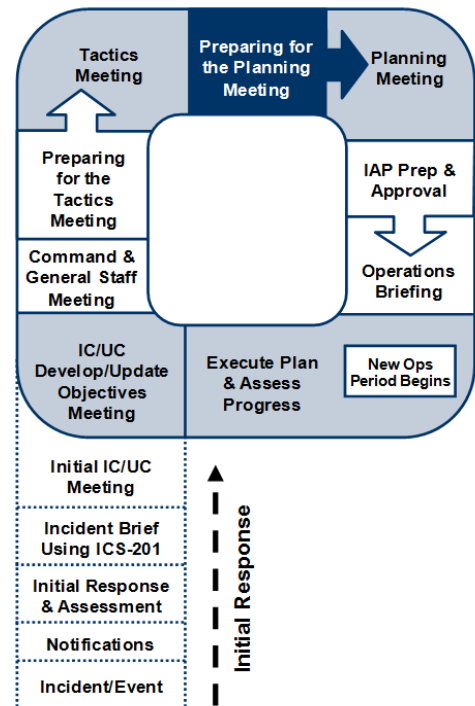 Tactics
Meeting
Preparing for
the Planning
Meeting
Planning
Meeting
Preparing
for the
Tactics
Meeting
IAP Prep &
Approval
Command &
General Staff
Meeting
Operations
Briefing
IC/UC
Develop/Update
Objectives
Meeting
Execute Plan
& Assess
Progress
New Ops
Period Begins
Initial IC/UC
Meeting
Incident Brief
Using ICS-201
Initial Response
& Assessment
Notifications
Incident/Event
Initial Response